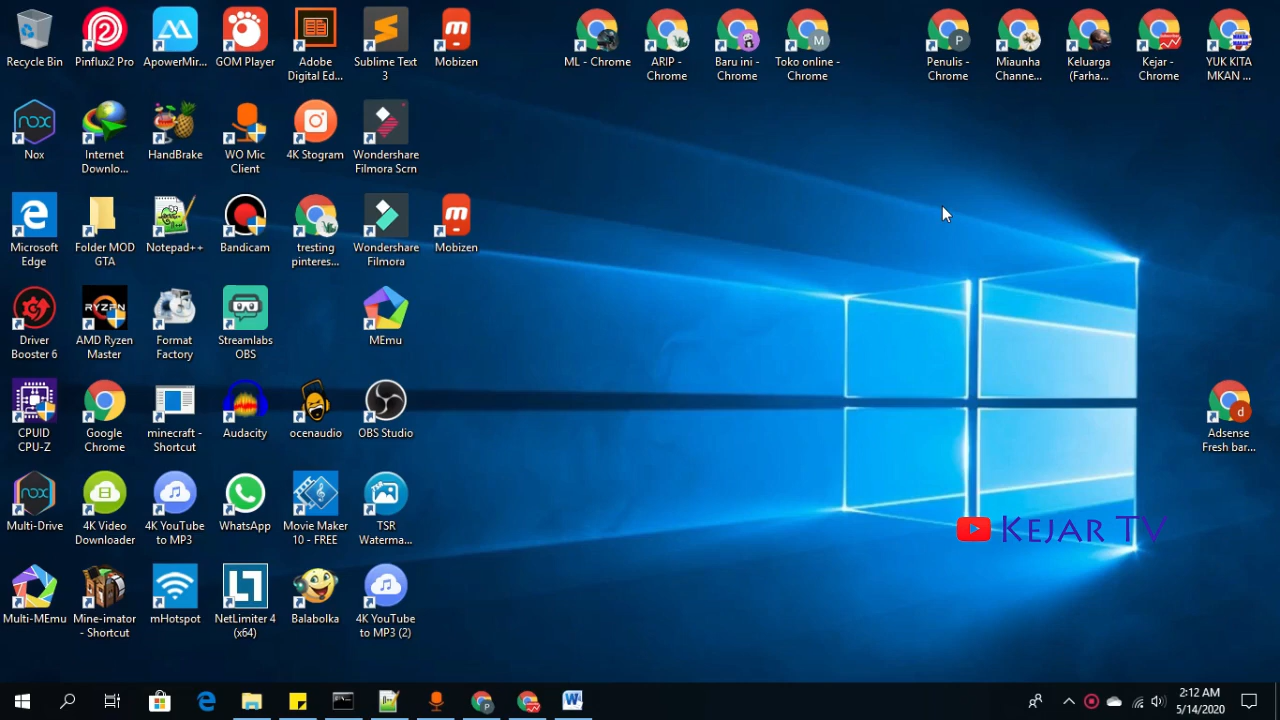 Recycle Bin
Pinflux2 Pro
ApowerMir...
GOM Player
Adobe
Digital Ed...
Sublime Text
3
Mobizen
ML - Chrome
ARIP -
Chrome
Baru ini -
Chrome
Toko online -
Chrome
Penulis -
Chrome
Miaunha
Channe...
Keluarga
(Farha...
Kejar -
Chrome
YUK KITA
MKAN ...
Nox
Internet
Downlo...
HandBrake
WO Mic
Client
4K Stogram
Wondershare
Filmora Scrn
Microsoft
Edge
Folder MOD
GTA
Notepad++
Bandicam
tresting
pinteres...
Wondershare
Filmora
Mobizen
Driver
Booster 6
RYZEN
AMD Ryzen
Master
Format
Factory
Streamlabs
OBS
MEmu
CPUID
CPU-Z
Google
Chrome
minecraft -
Shortcut
Audacity
ocenaudio
OBS Studio
Adsense
Fresh bar...
Multi-Drive
4K Video
Downloader
4K YouTube
to MP3
WhatsApp
Movie Maker
10 - FREE
TSR
Waterma...
KEJAR TV
Multi-MEmu
Mine-imator
- Shortcut
mHotspot
NetLimiter 4
(x64)
Balabolka
4K YouTube
to MP3 (2)
2:12 AM
5/14/2020